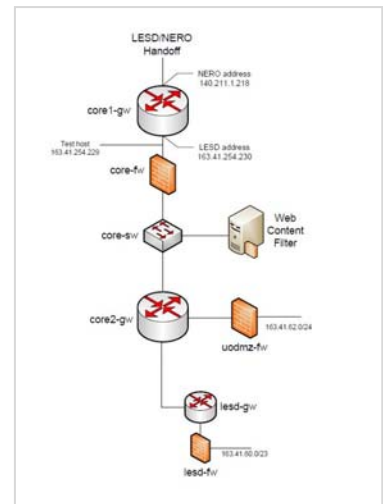 LESD/NERO
Handoff
NERO address
140.211.1.218
core1-gw
Test host
163.41.254.229
LESD address
163.41.254.230
core-fw
core-sw
Web
Content
Filter
core2-gw
163.41.62.0/24
uodmz-fw
lesd-gw
163.41.60.0/23
lesd-fw